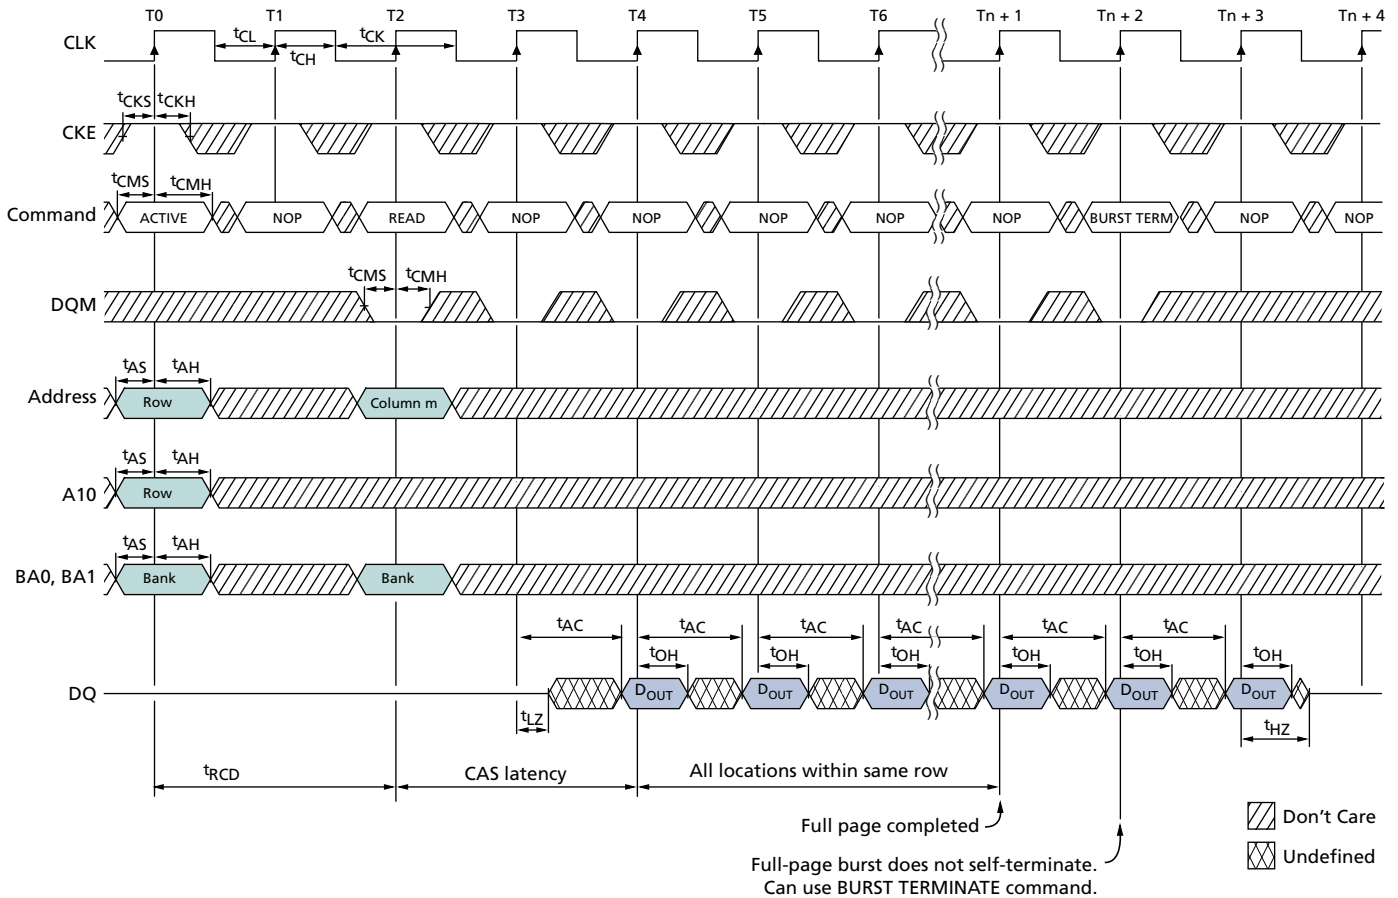 T0 T1 T2 T3 T4 T5 T6 Tn + 1 Tn + 2 Tn + 3 Tn + 4
CLK tCL tCH tCK
tCKS tCKH
CKE
tCMS tCMH
Command ACTIVE NOP READ NOP NOP NOP NOP NOP BURST TERM NOP NOP
tCMS tCMH
DQM
tAS tAH
Address Row Column m
tAS tAH
A10 Row
tAS tAH
BA0, BA1 Bank Bank
tAC tAC tAC tAC tAC tAC
tOH tOH tOH tOH tOH tOH
DQ DOUT DOUT DOUT DOUT DOUT DOUT
tLZ tHZ
tRCD CAS latency All locations within same row
Full page completed
Full-page burst does not self-terminate.
Can use BURST TERMINATE command.
Don't Care
Undefined